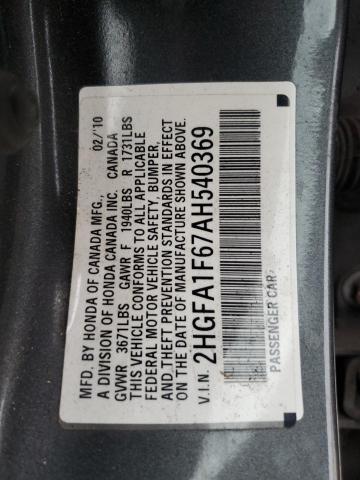 MFD. BY HONDA OF CANADA MFG., 02/'10
A DIVISION OF HONDA CANADA INC. CANADA
GVWR 3671LBS GAWR F 1940LBS R 1731LBS
THIS VEHICLE CONFORMS TO ALL APPLICABLE
FEDERAL MOTOR VEHICLE SAFETY, BUMPER,
AND THEFT PREVENTION STANDARDS IN EFFECT
ON THE DATE OF MANUFACTURE SHOWN ABOVE.
V.I.N. 2HGFA1F67AH540369
PASSENGER CAR